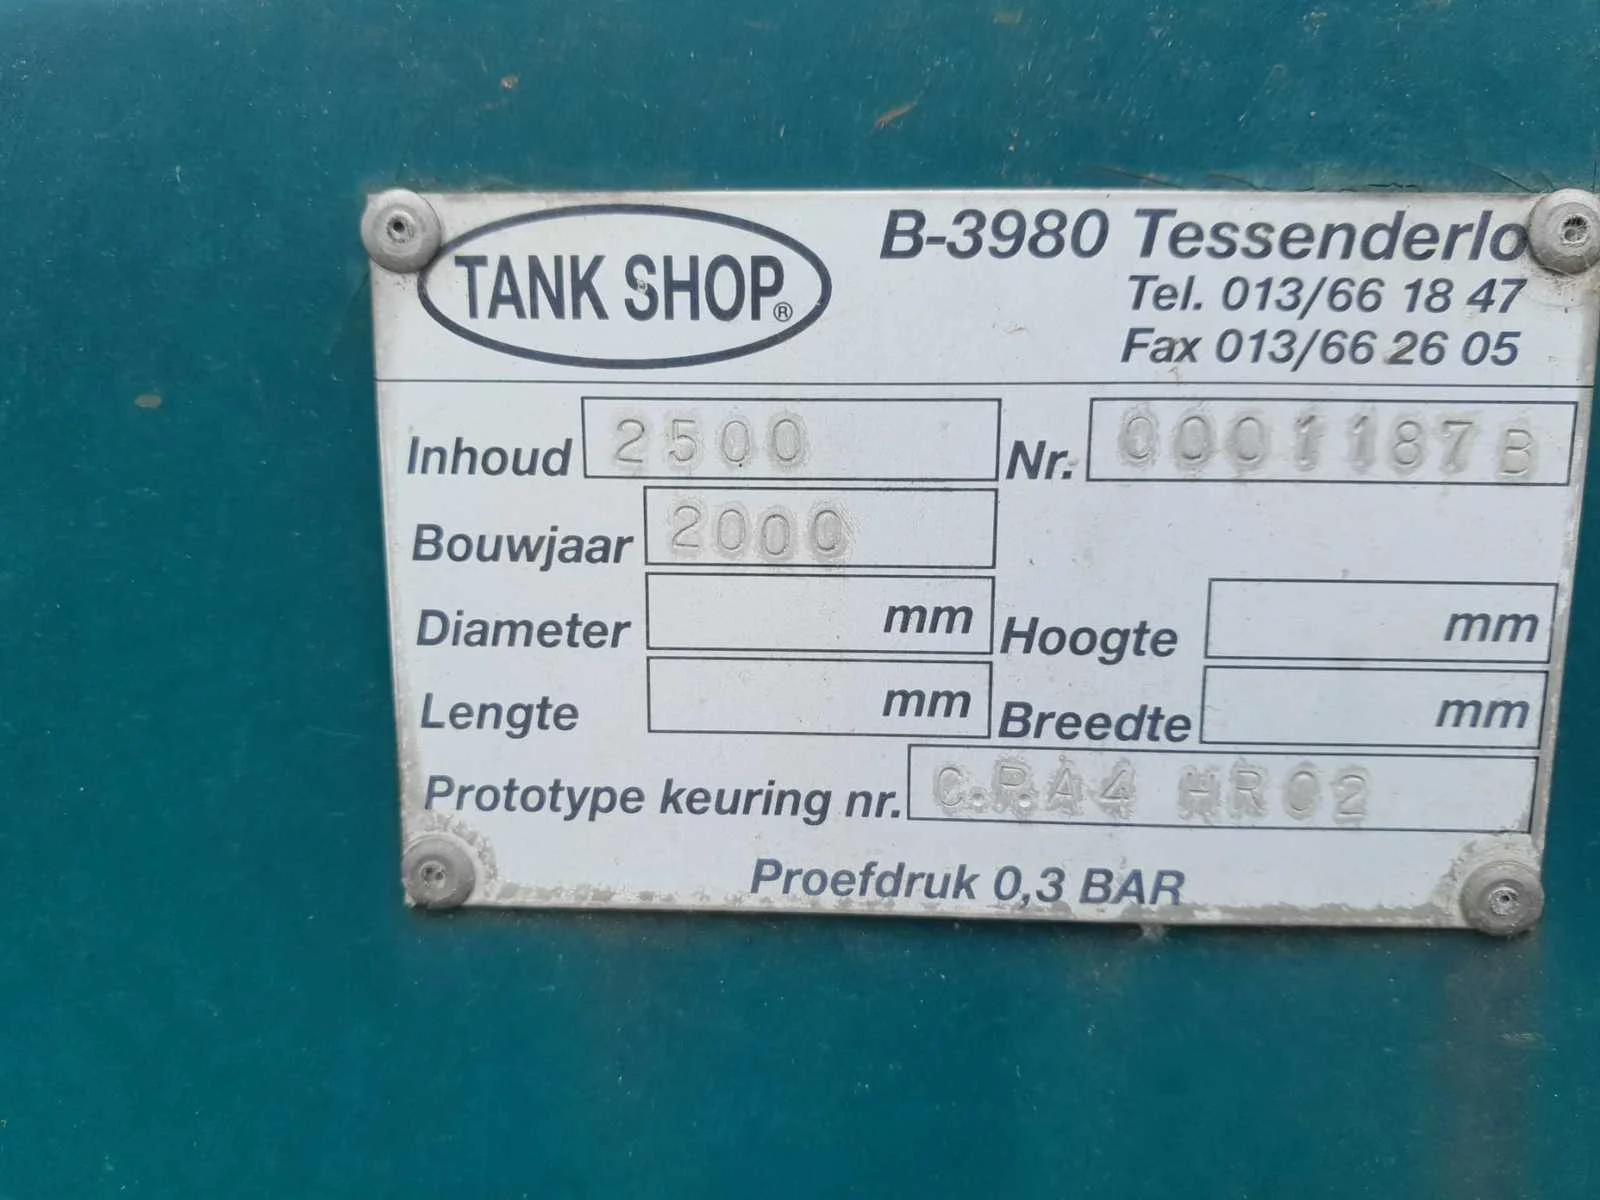 TANK SHOP®
B-3980 Tessenderlo
Tel. 013/66 18 47
Fax 013/66 26 05
Inhoud 2500 Nr. 0001187B
Bouwjaar 2000
Diameter mm Hoogte mm
Lengte mm Breedte mm
Prototype keuring nr. C.P.A4 HR02
Proefdruk 0,3 BAR